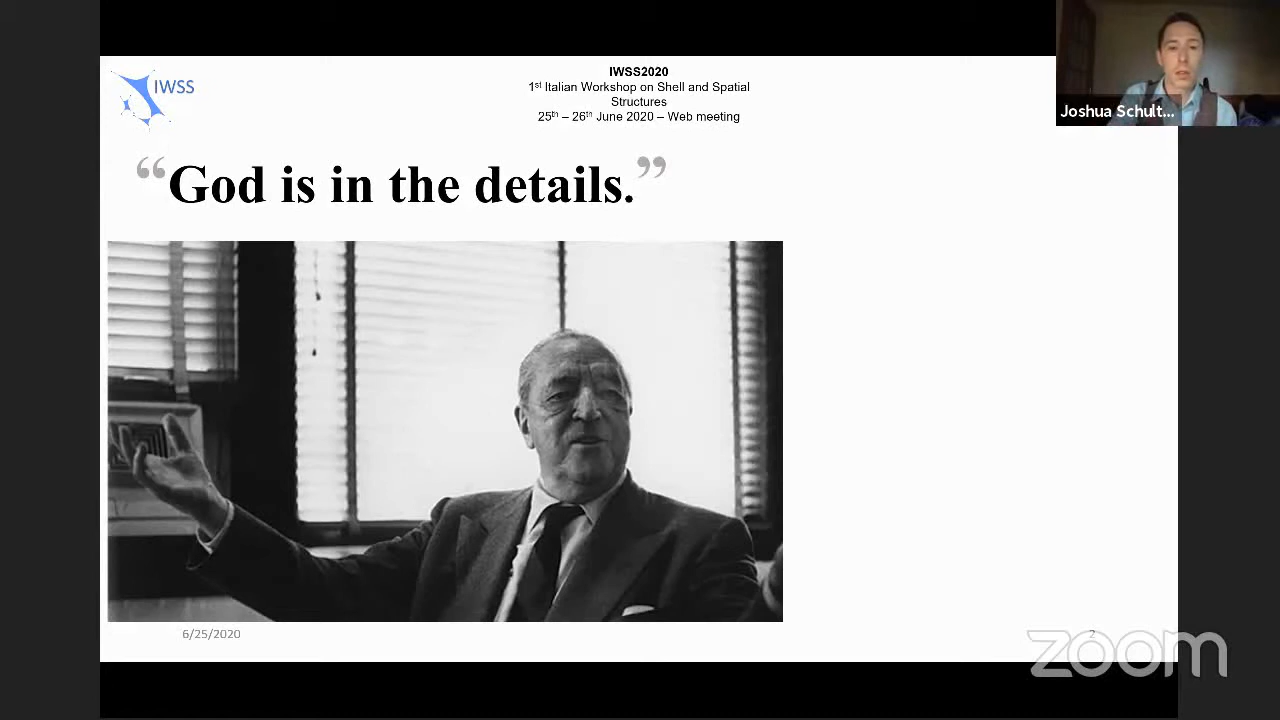 IWSS
IWSS2020
1st Italian Workshop on Shell and Spatial
Structures
25th – 26th June 2020 – Web meeting
Joshua Schult...
“God is in the details.”
6/25/2020
2
zoom